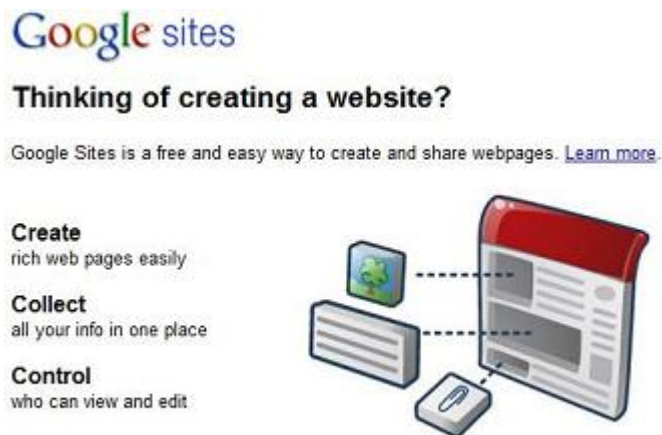 Google sites
Thinking of creating a website?
Google Sites is a free and easy way to create and share webpages. Learn more.
Create
rich web pages easily
Collect
all your info in one place
Control
who can view and edit